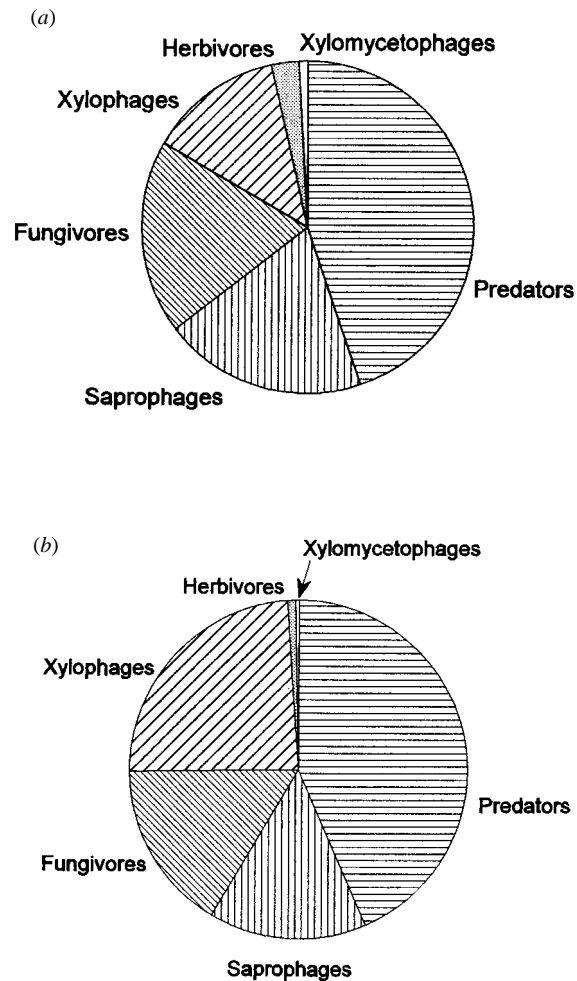 (a)
Herbivores
Xylomycetophages
Xylophages
Fungivores
Predators
Saprophages
(b)
Xylomycetophages
Herbivores
Xylophages
Predators
Fungivores
Saprophages